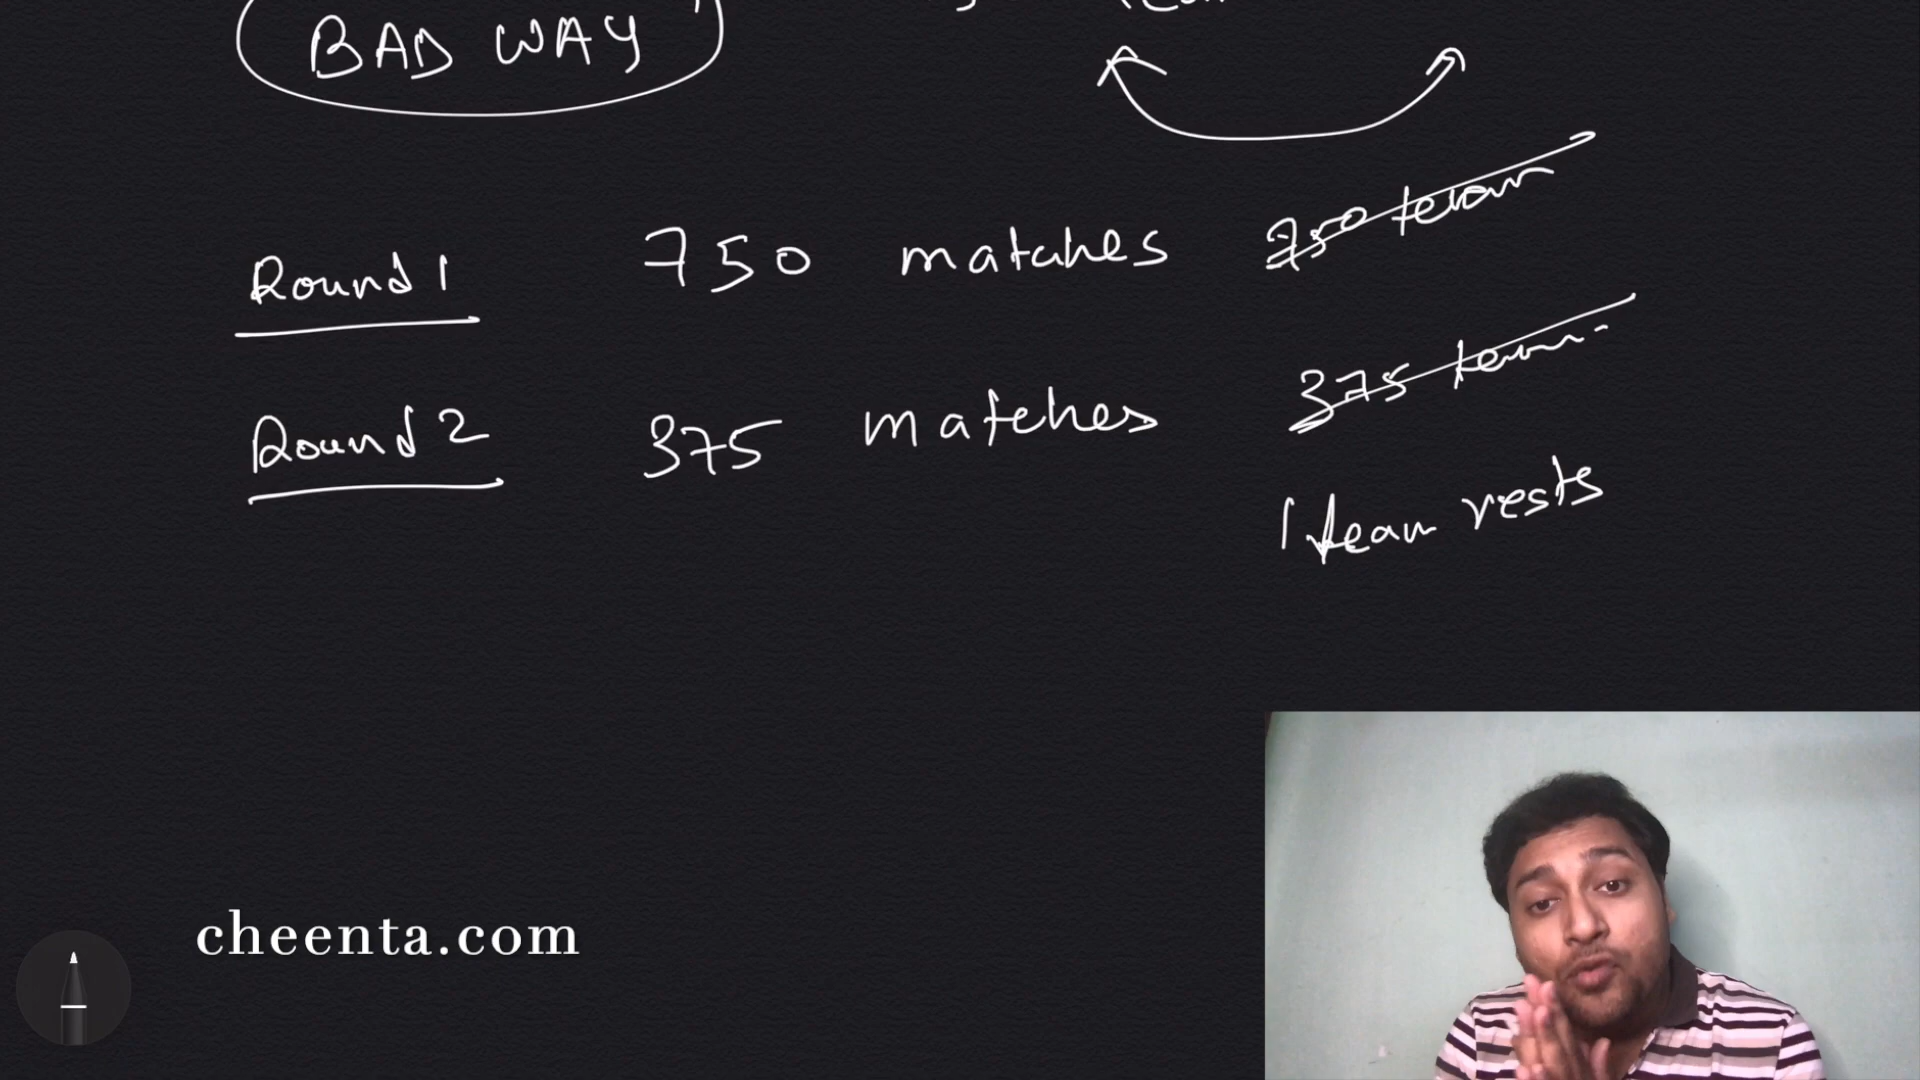 BAD WAY
Round 1 750 matches 750 team
Round 2 375 matches 375 team
1 team rests
cheenta.com